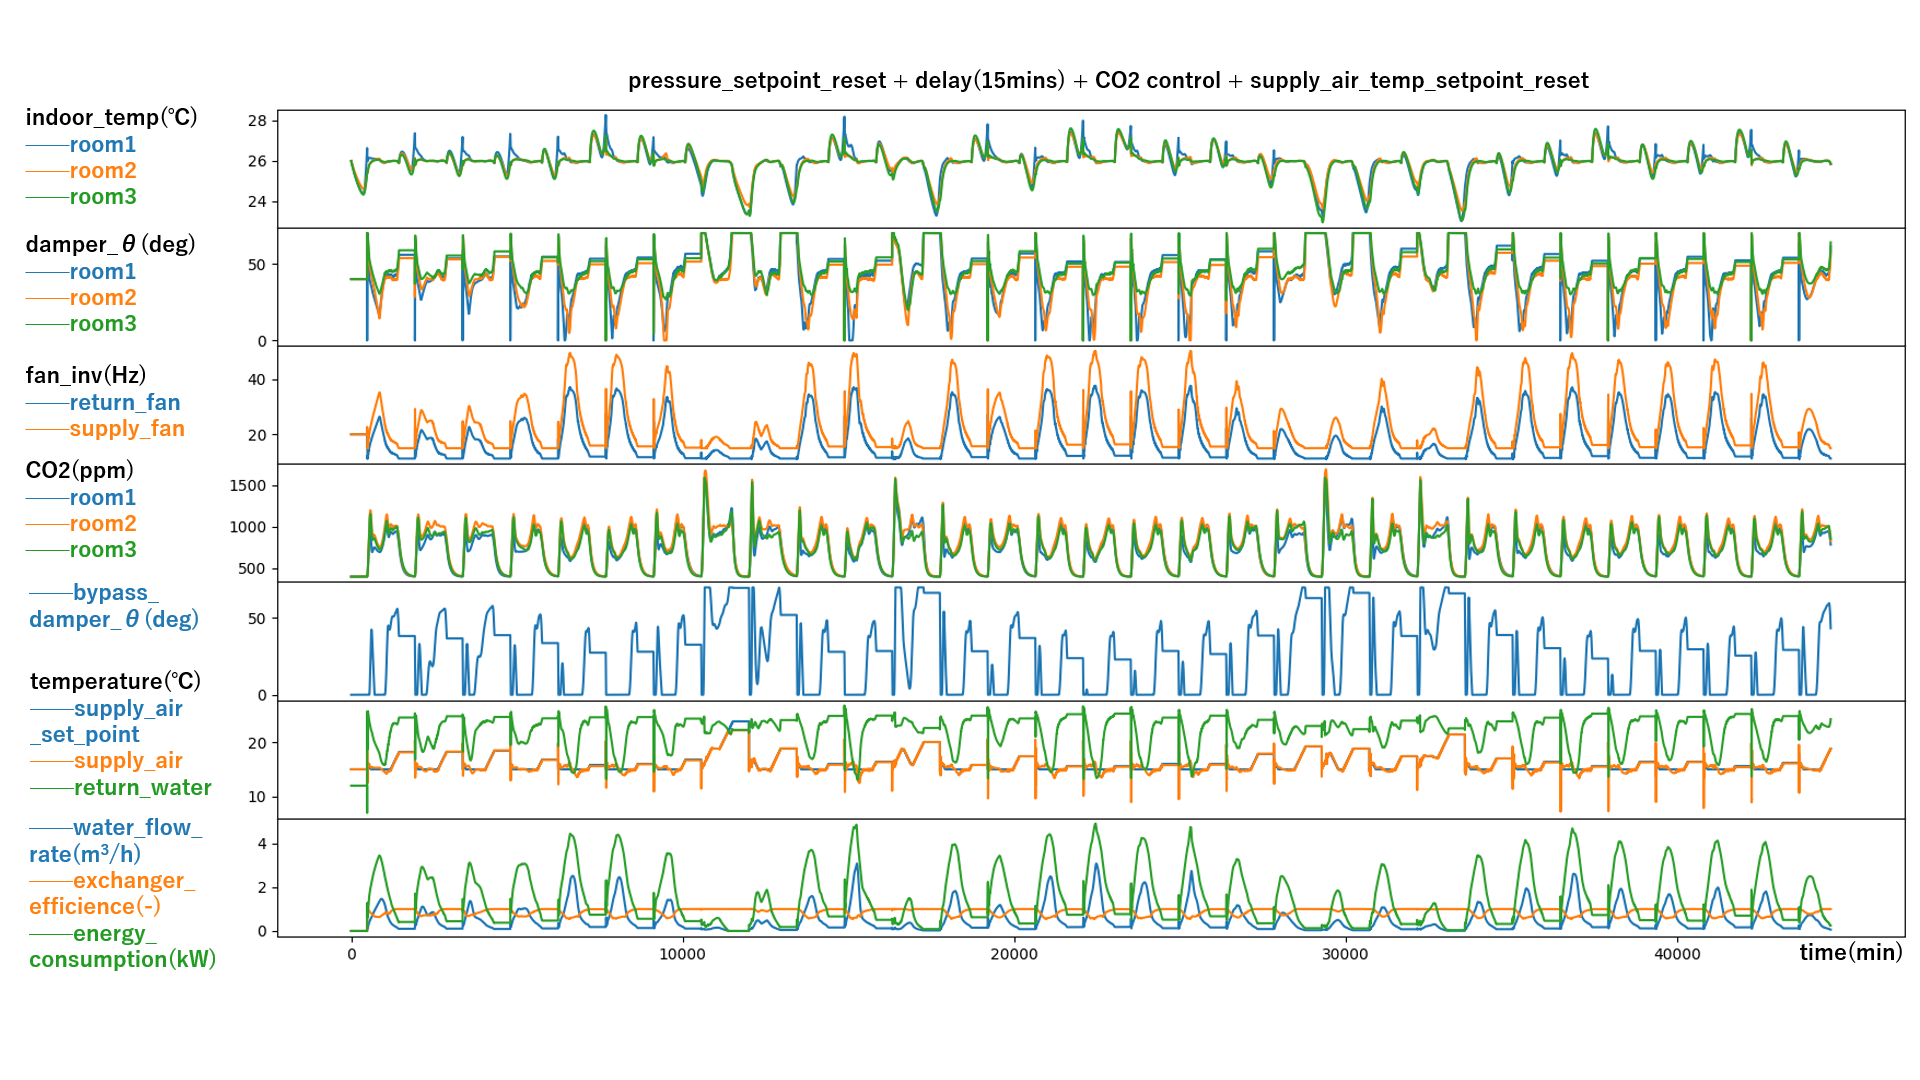 pressure_setpoint_reset + delay(15mins) + CO2 control + supply_air_temp_setpoint_reset
indoor_temp(℃)
room1
room2
room3
28
26
24
damper_θ(deg)
room1
room2
room3
50
0
fan_inv(Hz)
return_fan
supply_fan
40
20
CO2(ppm)
room1
room2
room3
1500
1000
500
bypass_
damper_θ(deg)
50
0
temperature(℃)
supply_air
_set_point
supply_air
return_water
20
10
water_flow_
rate(m³/h)
exchanger_
efficience(-)
energy_
consumption(kW)
4
2
0
0 10000 20000 30000 40000 time(min)